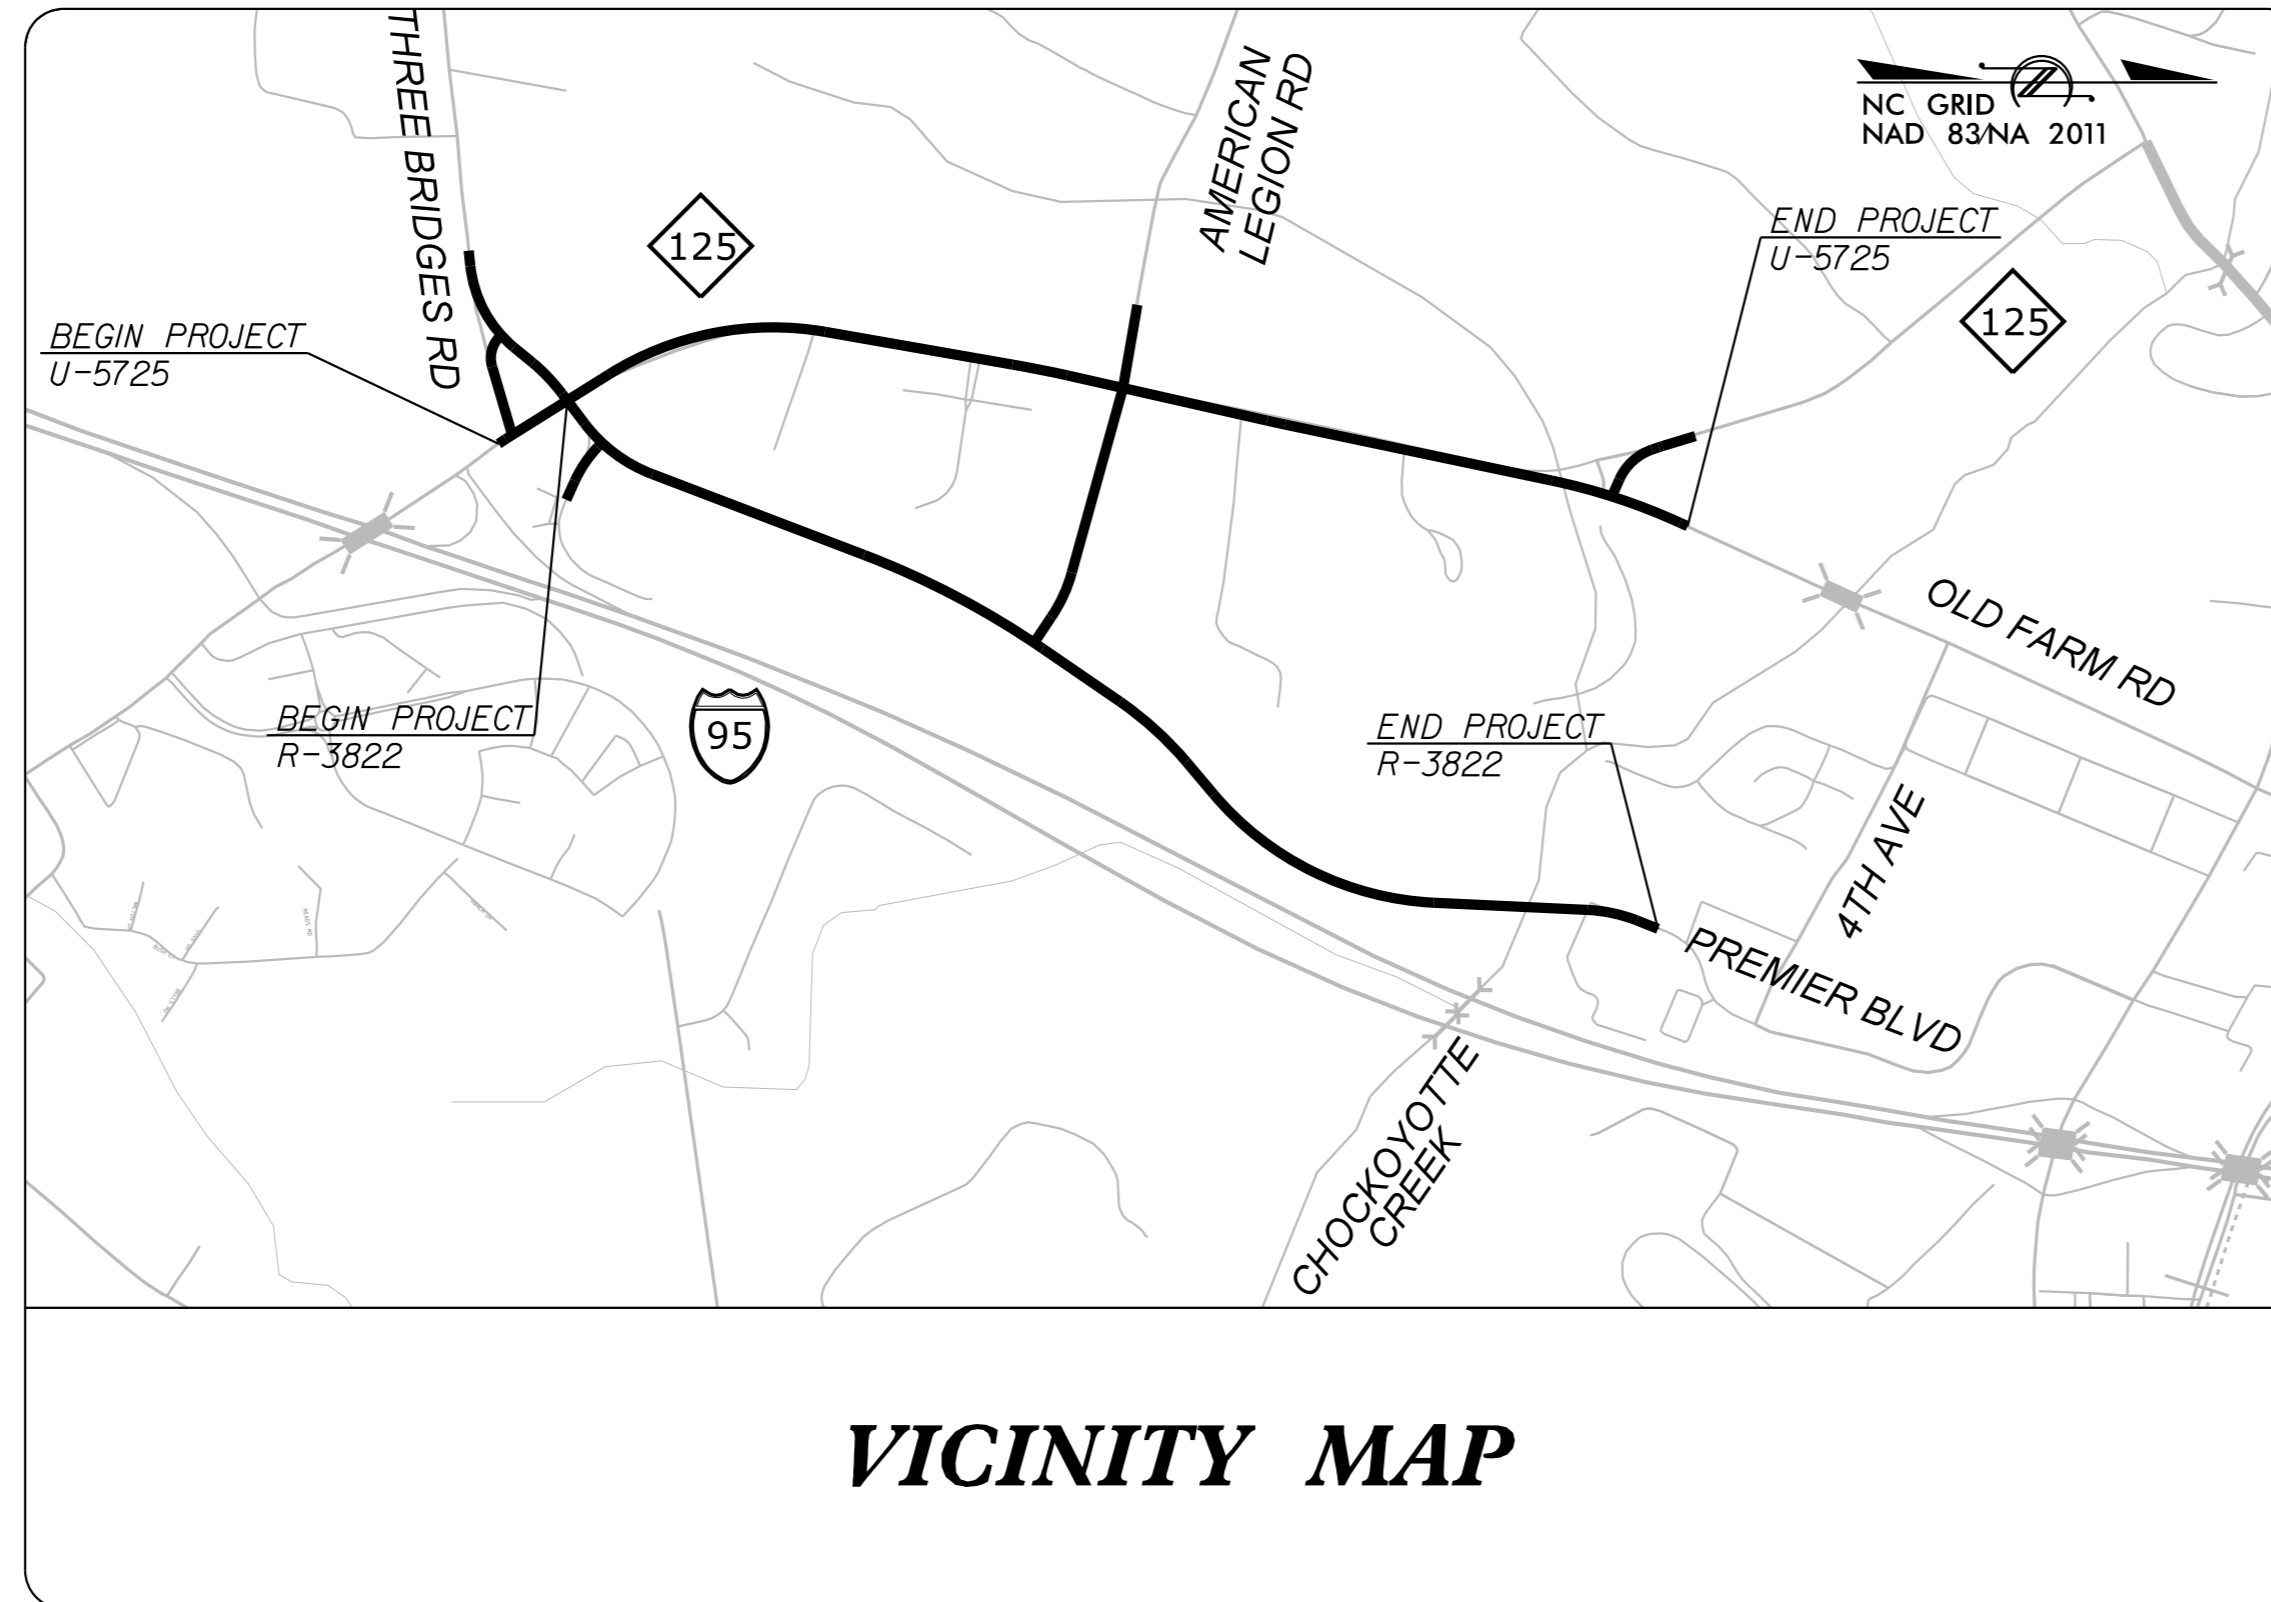 THREE BRIDGES RD
AMERICAN
LEGION RD
NC GRID
NAD 83/NA 2011
125
END PROJECT
U-5725
125
BEGIN PROJECT
U-5725
OLD FARM RD
BEGIN PROJECT
R-3822
95
END PROJECT
R-3822
4TH AVE
PREMIER BLVD
CHOCKOYOTTE
CREEK
VICINITY MAP